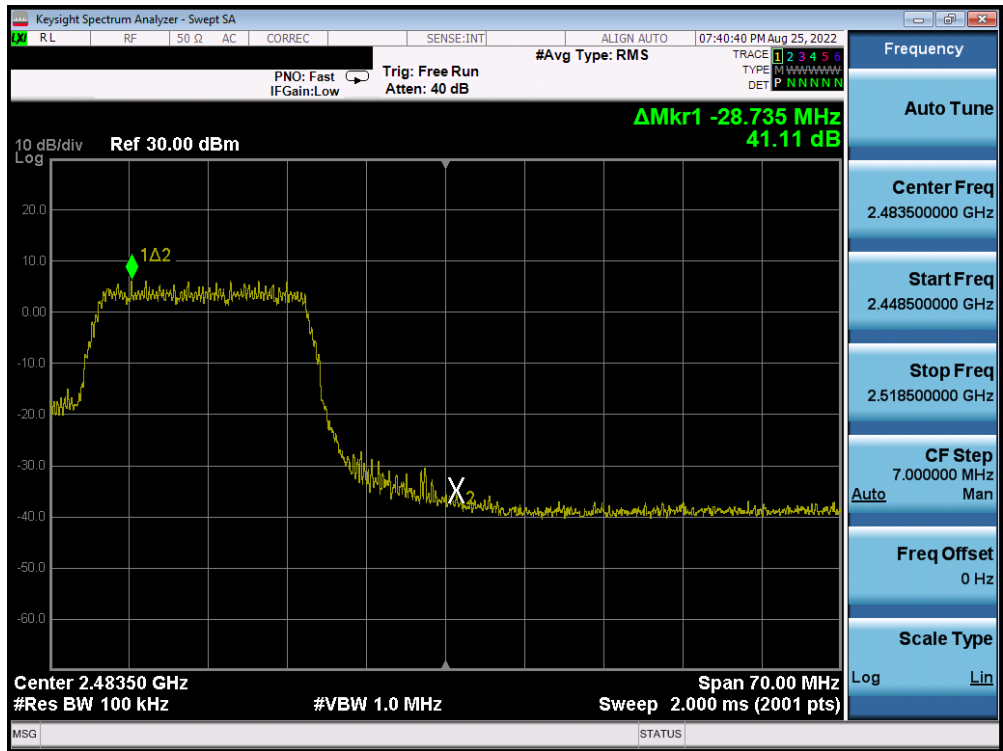 Keysight Spectrum Analyzer - Swept SA
LXI RL RF 50 Ω AC CORREC SENSE:INT ALIGN AUTO 07:40:40 PM Aug 25, 2022
#Avg Type: RMS
TRACE 1 2 3 4 5 6
TYPE M WWWWW
DET P N N N N N
PNO: Fast
IFGain:Low
Trig: Free Run
Atten: 40 dB
ΔMkr1 -28.735 MHz
41.11 dB
10 dB/div
Log
Ref 30.00 dBm
20.0
10.0
0.00
-10.0
-20.0
-30.0
-40.0
-50.0
-60.0
1Δ2
X2
Center 2.48350 GHz
Span 70.00 MHz
#Res BW 100 kHz
#VBW 1.0 MHz
Sweep 2.000 ms (2001 pts)
MSG
STATUS
Frequency
Auto Tune
Center Freq
2.483500000 GHz
Start Freq
2.448500000 GHz
Stop Freq
2.518500000 GHz
CF Step
7.000000 MHz
Auto Man
Freq Offset
0 Hz
Scale Type
Log Lin